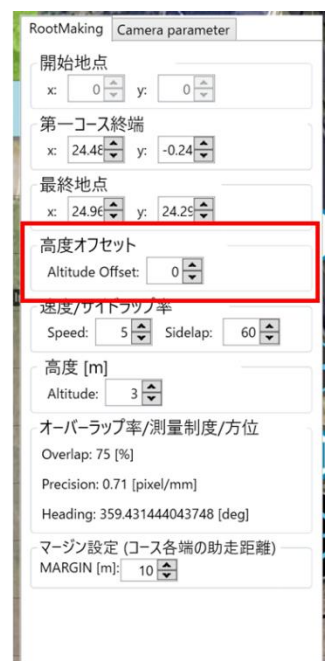 RootMaking Camera parameter
開始地点
x: 0 y: 0
第一コース終端
x: 24.48 y: -0.24
最終地点
x: 24.96 y: 24.29
高度オフセット
Altitude Offset: 0
速度/サイドラップ率
Speed: 5 Sidelap: 60
高度 [m]
Altitude: 3
オーバーラップ率/測量制度/方位
Overlap: 75 [%]
Precision: 0.71 [pixel/mm]
Heading: 359.431444043748 [deg]
マージン設定 (コース各端の助走距離)
MARGIN [m]: 10